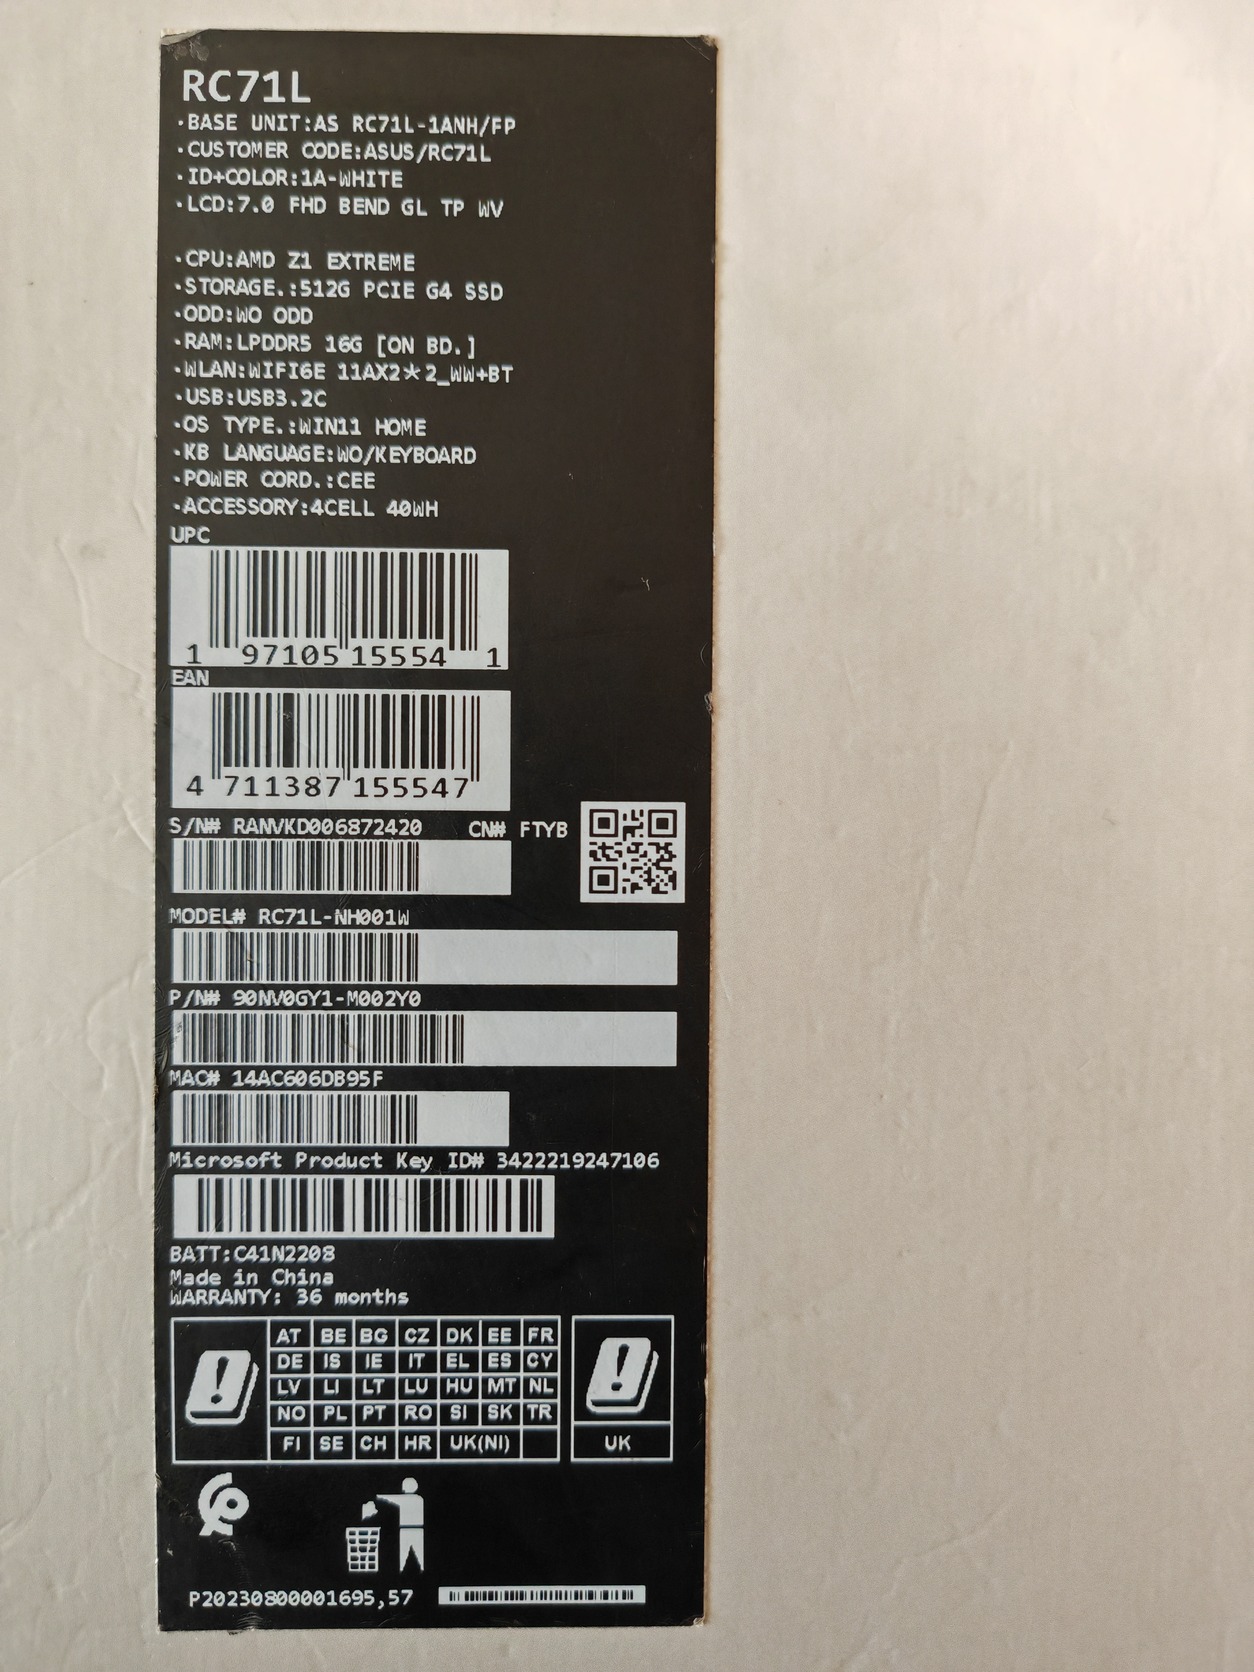 RC71L
·BASE UNIT:AS RC71L-1ANH/FP
·CUSTOMER CODE:ASUS/RC71L
·ID+COLOR:1A-WHITE
·LCD:7.0 FHD BEND GL TP WV
·CPU:AMD Z1 EXTREME
·STORAGE.:512G PCIE G4 SSD
·ODD:WO ODD
·RAM:LPDDR5 16G [ON BD.]
·WLAN:WIFI6E 11AX2*2_WW+BT
·USB:USB3.2C
·OS TYPE.:WIN11 HOME
·KB LANGUAGE:WO/KEYBOARD
·POWER CORD.:CEE
·ACCESSORY:4CELL 40WH
UPC
1 97105 15554 1
EAN
4 711387 155547
S/N# RANVKD006872420 CN# FTYB
MODEL# RC71L-NH001W
P/N# 90NV0GY1-M002Y0
MAC# 14AC606DB95F
Microsoft Product Key ID# 3422219247106
BATT:C41N2208
Made in China
WARRANTY: 36 months
AT BE BG CZ DK EE FR
DE IS IE IT EL ES CY
LV LI LT LU HU MT NL
NO PL PT RO SI SK TR
FI SE CH HR UK(NI)
UK
P20230800001695,57